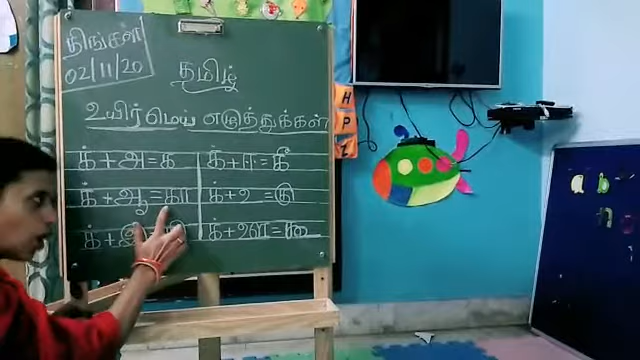 திங்கள்
02/11/20
தமிழ்
உயிர்மெய் எழுத்துக்கள்
க் + அ = க க் + ஈ = கீ
க் + ஆ = கா க் + உ = கு
க் + க் + ஊ = கூ
H
P